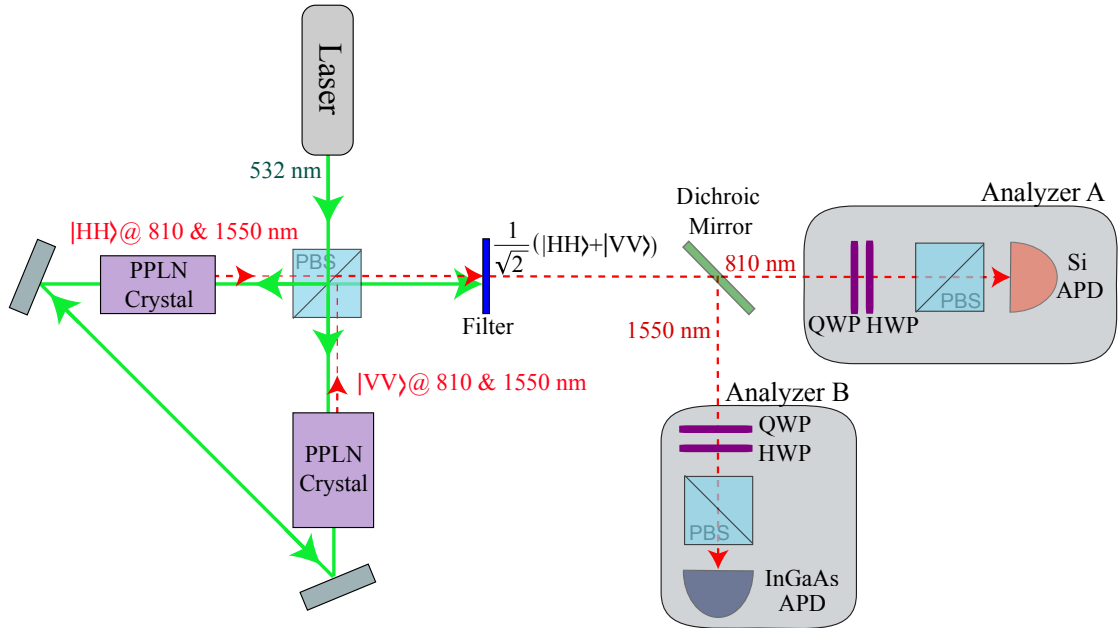 Laser
532 nm
|HH⟩@ 810 & 1550 nm
PBS
PPLN
Crystal
1/√2 (|HH⟩+|VV⟩)
Filter
|VV⟩@ 810 & 1550 nm
PPLN
Crystal
Dichroic
Mirror
810 nm
1550 nm
Analyzer A
QWP
HWP
PBS
Si
APD
Analyzer B
QWP
HWP
PBS
InGaAs
APD